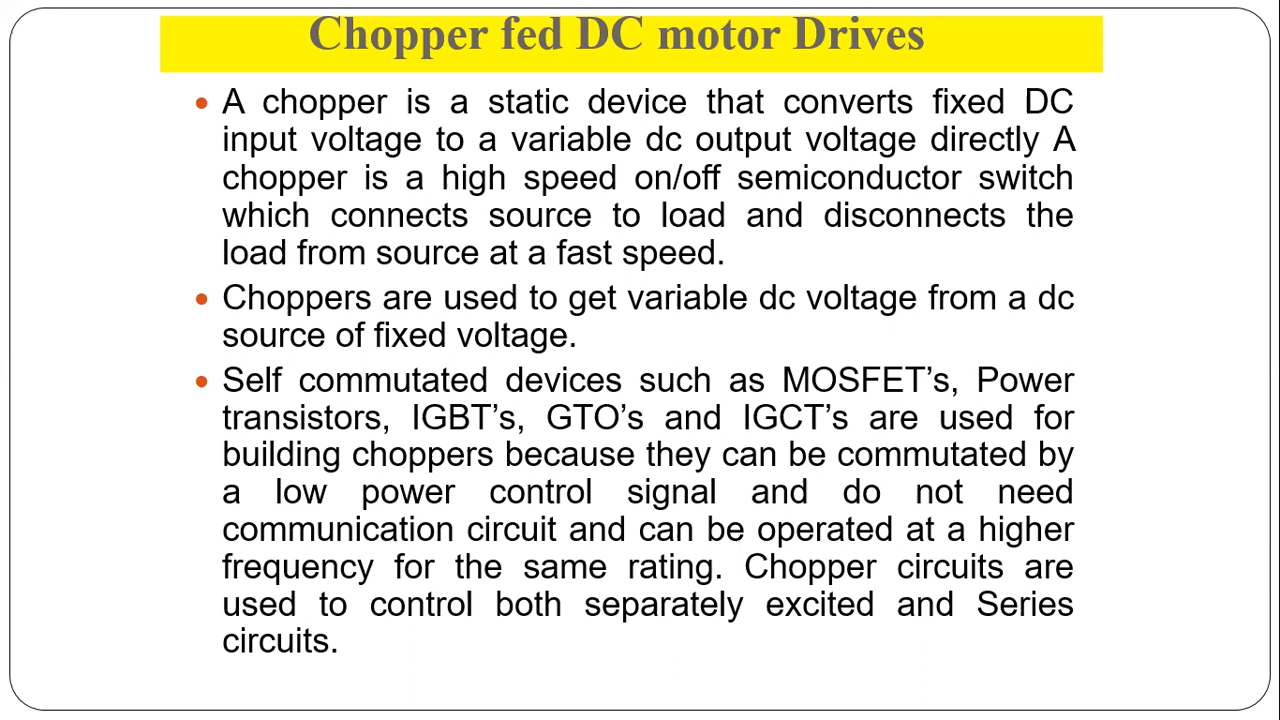 Chopper fed DC motor Drives
• A chopper is a static device that converts fixed DC
input voltage to a variable dc output voltage directly A
chopper is a high speed on/off semiconductor switch
which connects source to load and disconnects the
load from source at a fast speed.
• Choppers are used to get variable dc voltage from a dc
source of fixed voltage.
• Self commutated devices such as MOSFET’s, Power
transistors, IGBT’s, GTO’s and IGCT’s are used for
building choppers because they can be commutated by
a low power control signal and do not need
communication circuit and can be operated at a higher
frequency for the same rating. Chopper circuits are
used to control both separately excited and Series
circuits.